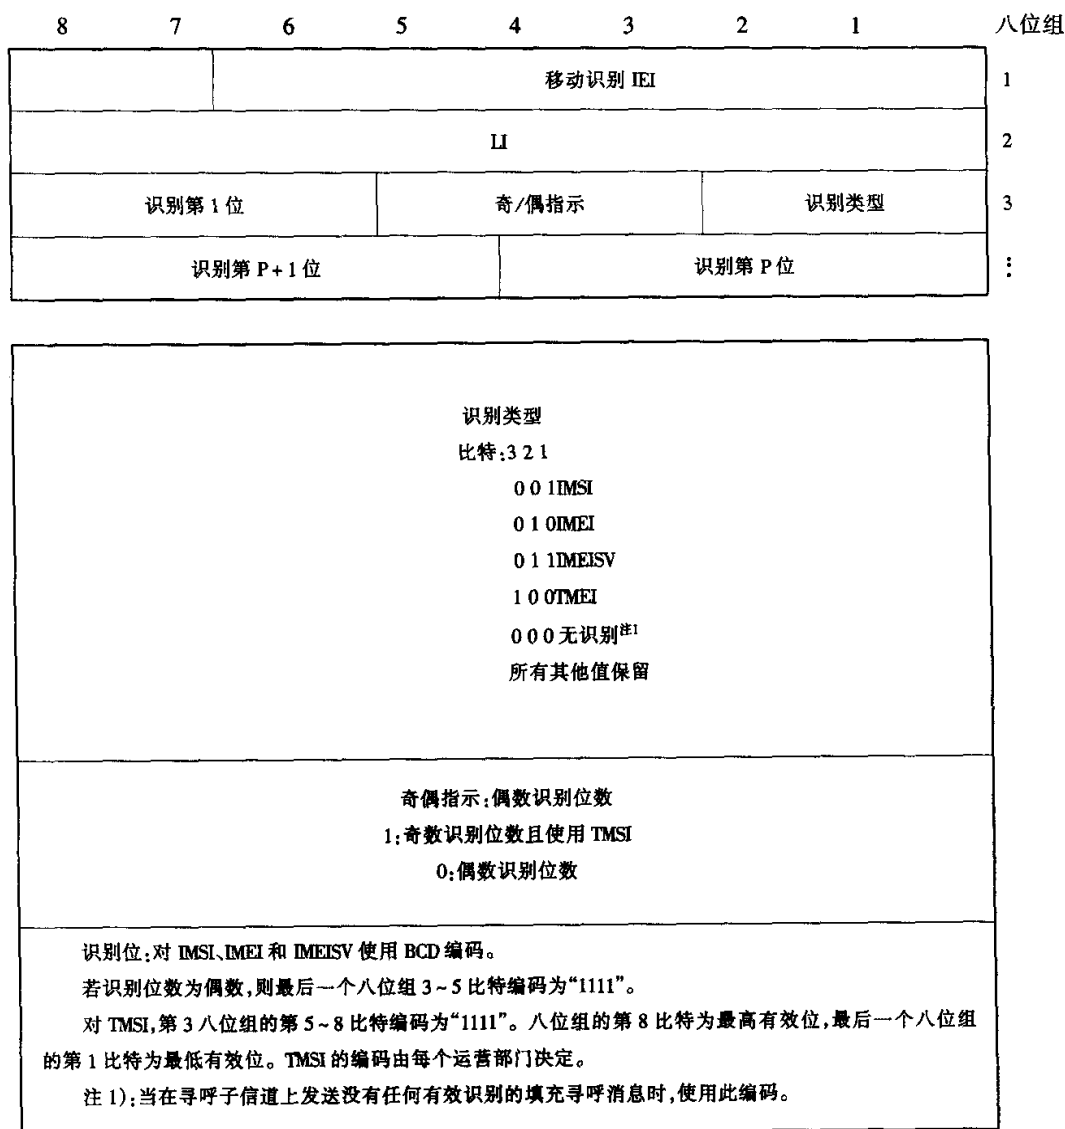 8 7 6 5 4 3 2 1 八位组
移动识别 IEI 1
LI 2
识别第 1 位 奇/偶指示 识别类型 3
识别第 P+1 位 识别第 P 位 ⋮
识别类型
比特:3 2 1
0 0 1IMSI
0 1 0IMEI
0 1 1IMEISV
1 0 0TMEI
0 0 0 无识别注1
所有其他值保留
奇偶指示:偶数识别位数
1:奇数识别位数且使用 TMSI
0:偶数识别位数
识别位:对 IMSI、IMEI 和 IMEISV 使用 BCD 编码。
若识别位数为偶数,则最后一个八位组 3~5 比特编码为“1111”。
对 TMSI,第 3 八位组的第 5~8 比特编码为“1111”。八位组的第 8 比特为最高有效位,最后一个八位组
的第 1 比特为最低有效位。TMSI 的编码由每个运营部门决定。
注 1):当在寻呼子信道上发送没有任何有效识别的填充寻呼消息时,使用此编码。